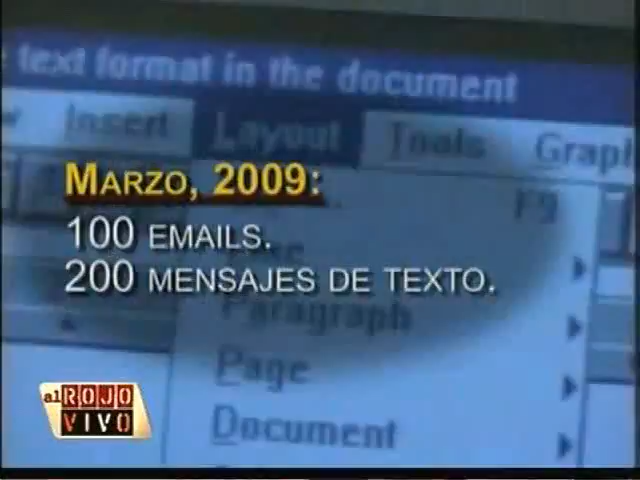 text format in the document
Insert Layout Tools Graph
MARZO, 2009:
F9
100 EMAILS.
200 MENSAJES DE TEXTO.
Paragraph
Page
Document
al ROJO
VIVO